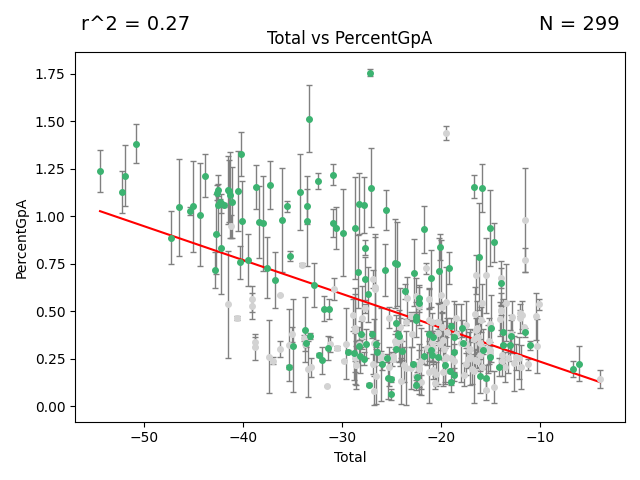 r^2 = 0.27
N = 299
Total vs PercentGpA
PercentGpA
1.75
1.50
1.25
1.00
0.75
0.50
0.25
0.00
−50
−40
−30
−20
−10
Total